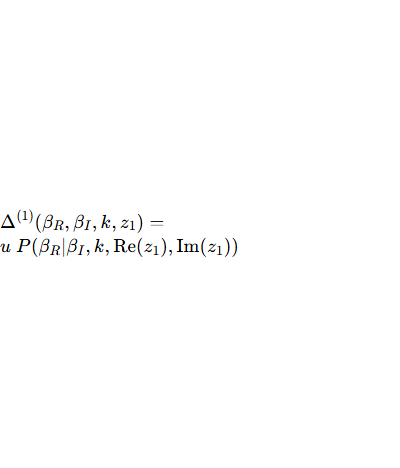 Δ^{(1)}(β_R, β_I, k, z_1) =
u P(β_R|β_I, k, Re(z_1), Im(z_1))